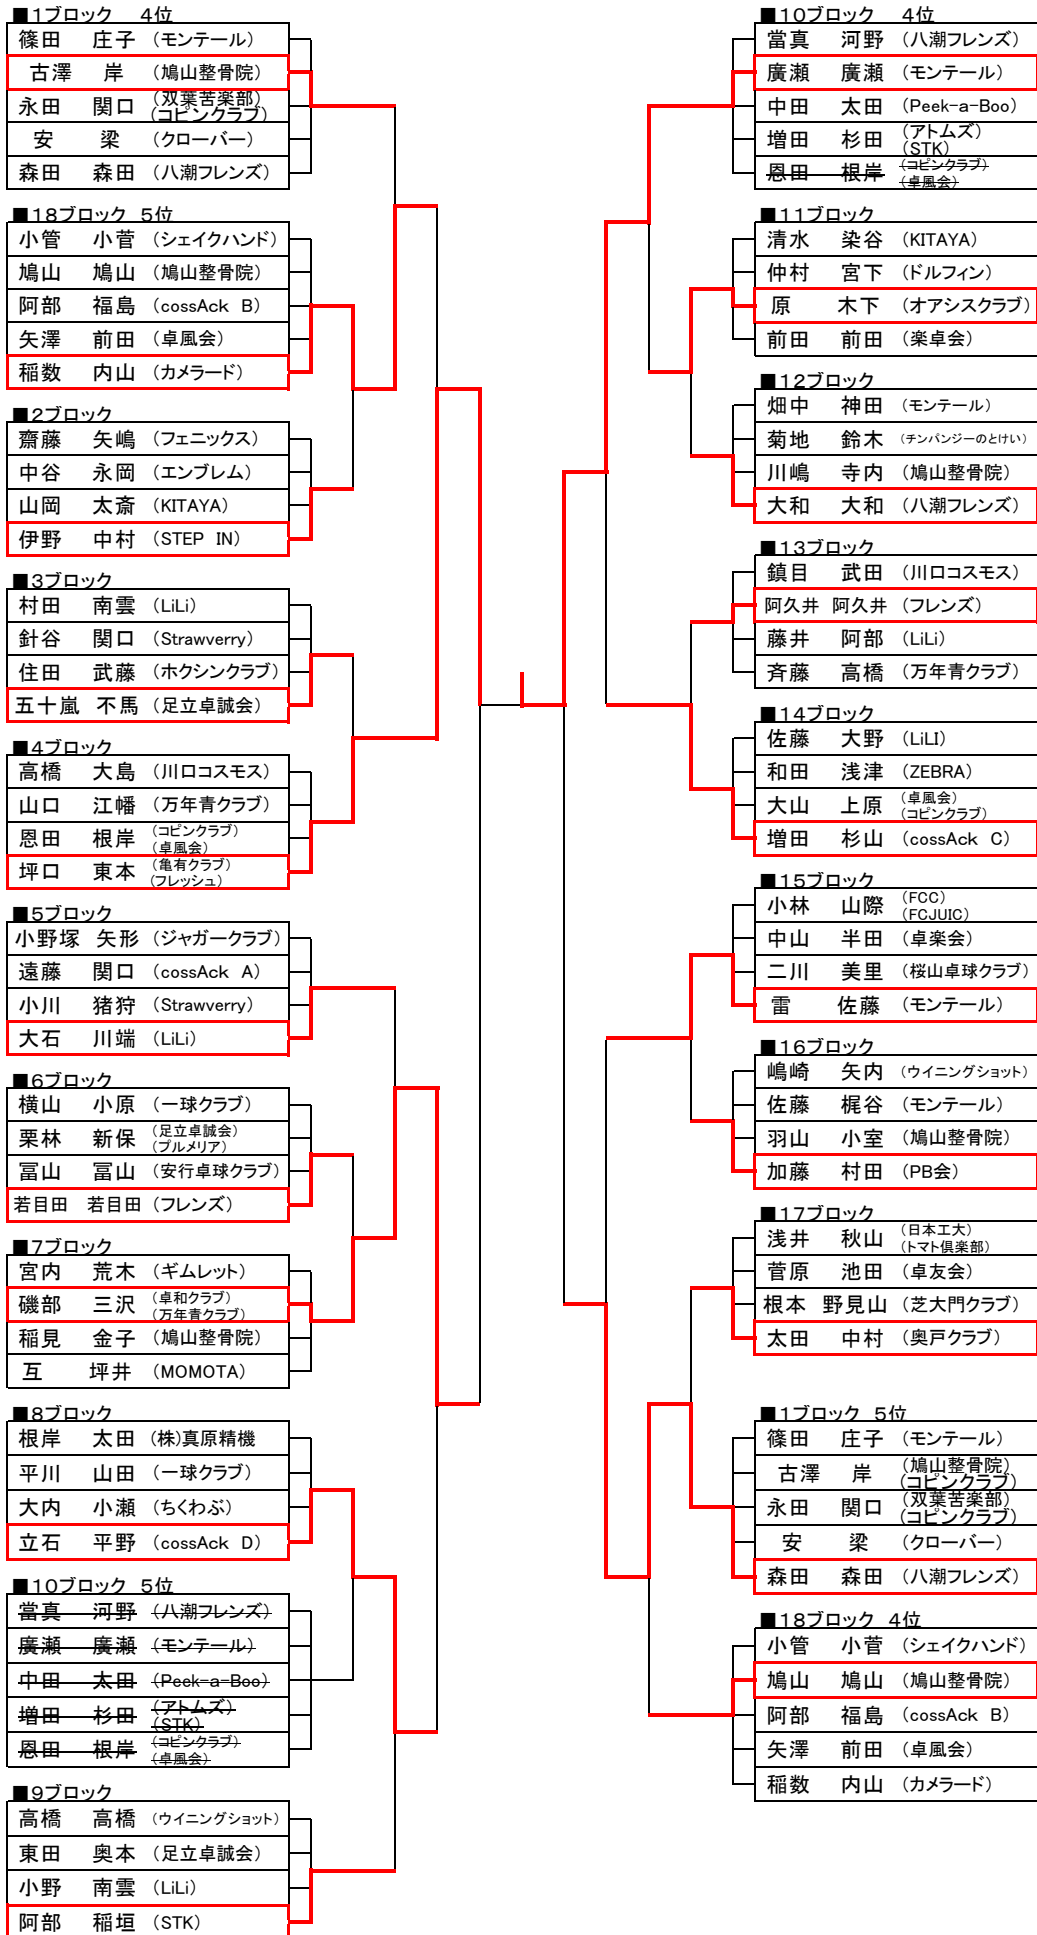 ■1ブロック 4位
篠田 庄子 (モンテール)
古澤 岸 (鳩山整骨院)
永田 関口 (双葉苦楽部)
(コピンクラブ)
安 梁 (クローバー)
森田 森田 (八潮フレンズ)
■18ブロック 5位
小管 小菅 (シェイクハンド)
鳩山 鳩山 (鳩山整骨院)
阿部 福島 (cossAck B)
矢澤 前田 (卓風会)
稲数 内山 (カメラード)
■2ブロック
齋藤 矢嶋 (フェニックス)
中谷 永岡 (エンブレム)
山岡 太斎 (KITAYA)
伊野 中村 (STEP IN)
■3ブロック
村田 南雲 (LiLi)
針谷 関口 (Strawverry)
住田 武藤 (ホクシンクラブ)
五十嵐 不馬 (足立卓誠会)
■4ブロック
高橋 大島 (川口コスモス)
山口 江幡 (万年青クラブ)
恩田 根岸 (コピンクラブ)
(卓風会)
坪口 東本 (亀有クラブ)
(フレッシュ)
■5ブロック
小野塚 矢形 (ジャガークラブ)
遠藤 関口 (cossAck A)
小川 猪狩 (Strawverry)
大石 川端 (LiLi)
■6ブロック
横山 小原 (一球クラブ)
栗林 新保 (足立卓誠会)
(プルメリア)
冨山 冨山 (安行卓球クラブ)
若目田 若目田 (フレンズ)
■7ブロック
宮内 荒木 (ギムレット)
磯部 三沢 (卓和クラブ)
(万年青クラブ)
稲見 金子 (鳩山整骨院)
互 坪井 (MOMOTA)
■8ブロック
根岸 太田 (株)真原精機
平川 山田 (一球クラブ)
大内 小瀬 (ちくわぶ)
立石 平野 (cossAck D)
■10ブロック 5位
當真 河野 (八潮フレンズ)
廣瀬 廣瀬 (モンテール)
中田 太田 (Peek-a-Boo)
増田 杉田 (アトムズ)
(STK)
恩田 根岸 (コピンクラブ)
(卓風会)
■9ブロック
高橋 高橋 (ウイニングショット)
東田 奥本 (足立卓誠会)
小野 南雲 (LiLi)
阿部 稲垣 (STK)
■10ブロック 4位
當真 河野 (八潮フレンズ)
廣瀬 廣瀬 (モンテール)
中田 太田 (Peek-a-Boo)
増田 杉田 (アトムズ)
(STK)
恩田 根岸 (コピンクラブ)
(卓風会)
■11ブロック
清水 染谷 (KITAYA)
仲村 宮下 (ドルフィン)
原 木下 (オアシスクラブ)
前田 前田 (楽卓会)
■12ブロック
畑中 神田 (モンテール)
菊地 鈴木 (チンパンジーのとけい)
川嶋 寺内 (鳩山整骨院)
大和 大和 (八潮フレンズ)
■13ブロック
鎮目 武田 (川口コスモス)
阿久井 阿久井 (フレンズ)
藤井 阿部 (LiLi)
斉藤 高橋 (万年青クラブ)
■14ブロック
佐藤 大野 (LiLI)
和田 浅津 (ZEBRA)
大山 上原 (卓風会)
(コピンクラブ)
増田 杉山 (cossAck C)
■15ブロック
小林 山際 (FCC)
(FCJUIC)
中山 半田 (卓楽会)
二川 美里 (桜山卓球クラブ)
雷 佐藤 (モンテール)
■16ブロック
嶋崎 矢内 (ウイニングショット)
佐藤 梶谷 (モンテール)
羽山 小室 (鳩山整骨院)
加藤 村田 (PB会)
■17ブロック
浅井 秋山 (日本工大)
(トマト倶楽部)
菅原 池田 (卓友会)
根本 野見山 (芝大門クラブ)
太田 中村 (奥戸クラブ)
■1ブロック 5位
篠田 庄子 (モンテール)
古澤 岸 (鳩山整骨院)
(コピンクラブ)
永田 関口 (双葉苦楽部)
(コピンクラブ)
安 梁 (クローバー)
森田 森田 (八潮フレンズ)
■18ブロック 4位
小管 小菅 (シェイクハンド)
鳩山 鳩山 (鳩山整骨院)
阿部 福島 (cossAck B)
矢澤 前田 (卓風会)
稲数 内山 (カメラード)